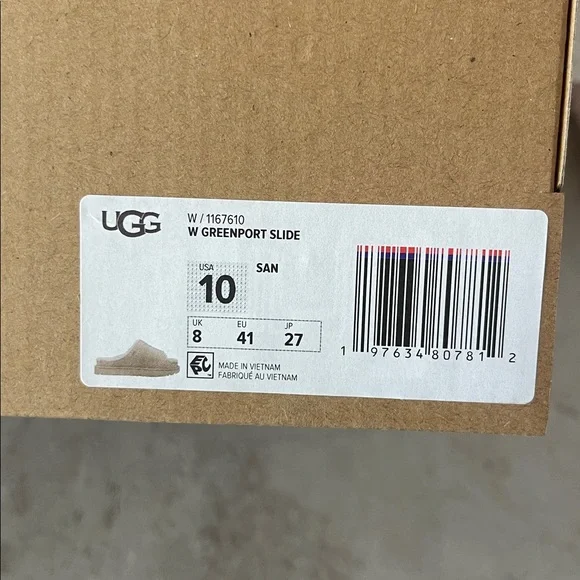 UGG
W / 1167610
W GREENPORT SLIDE
USA
10
SAN
UK EU JP
8 41 27
EPC
MADE IN VIETNAM
FABRIQUÉ AU VIETNAM
1 97634 80781 2